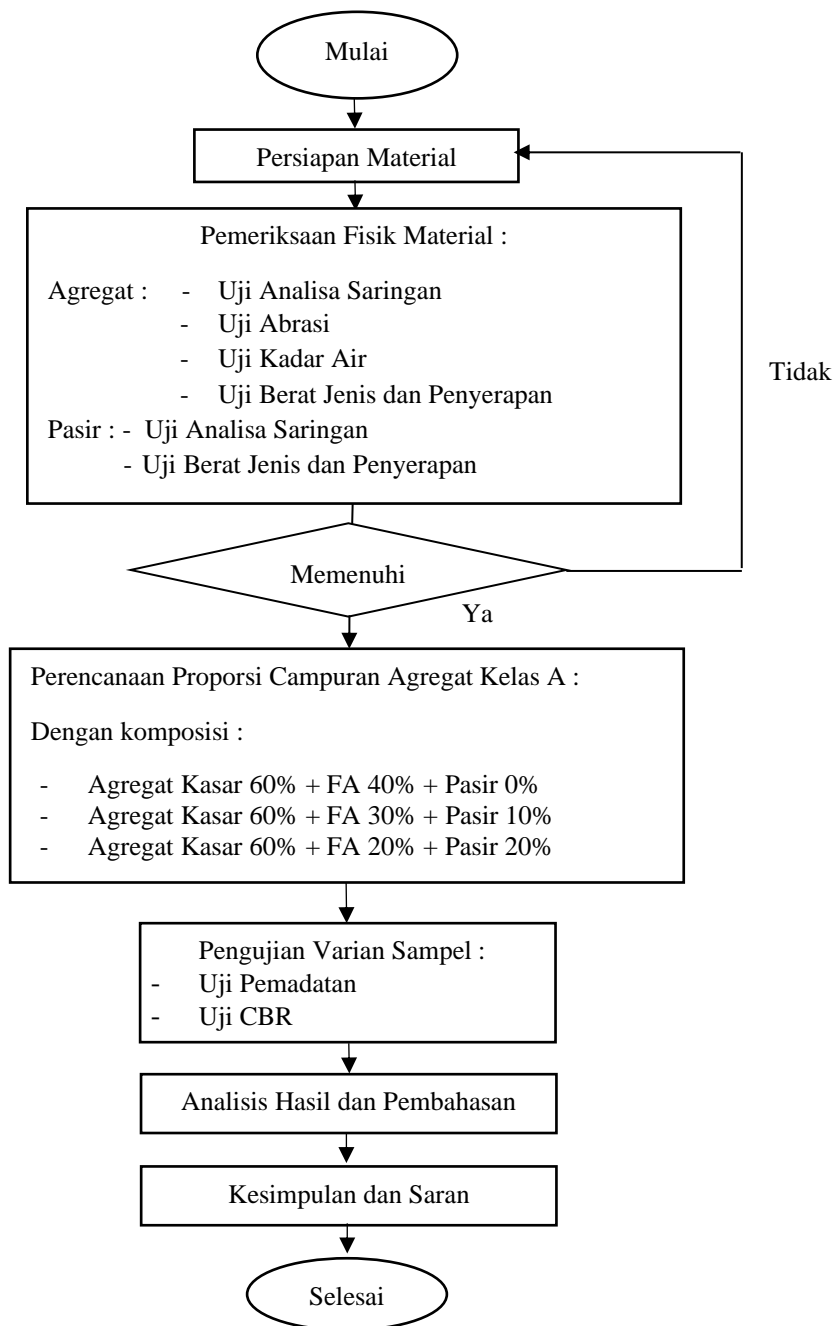 Mulai
Persiapan Material
Pemeriksaan Fisik Material :
Agregat : - Uji Analisa Saringan
- Uji Abrasi
- Uji Kadar Air
- Uji Berat Jenis dan Penyerapan
Pasir : - Uji Analisa Saringan
- Uji Berat Jenis dan Penyerapan
Tidak
Memenuhi
Ya
Perencanaan Proporsi Campuran Agregat Kelas A :
Dengan komposisi :
- Agregat Kasar 60% + FA 40% + Pasir 0%
- Agregat Kasar 60% + FA 30% + Pasir 10%
- Agregat Kasar 60% + FA 20% + Pasir 20%
Pengujian Varian Sampel :
- Uji Pemadatan
- Uji CBR
Analisis Hasil dan Pembahasan
Kesimpulan dan Saran
Selesai